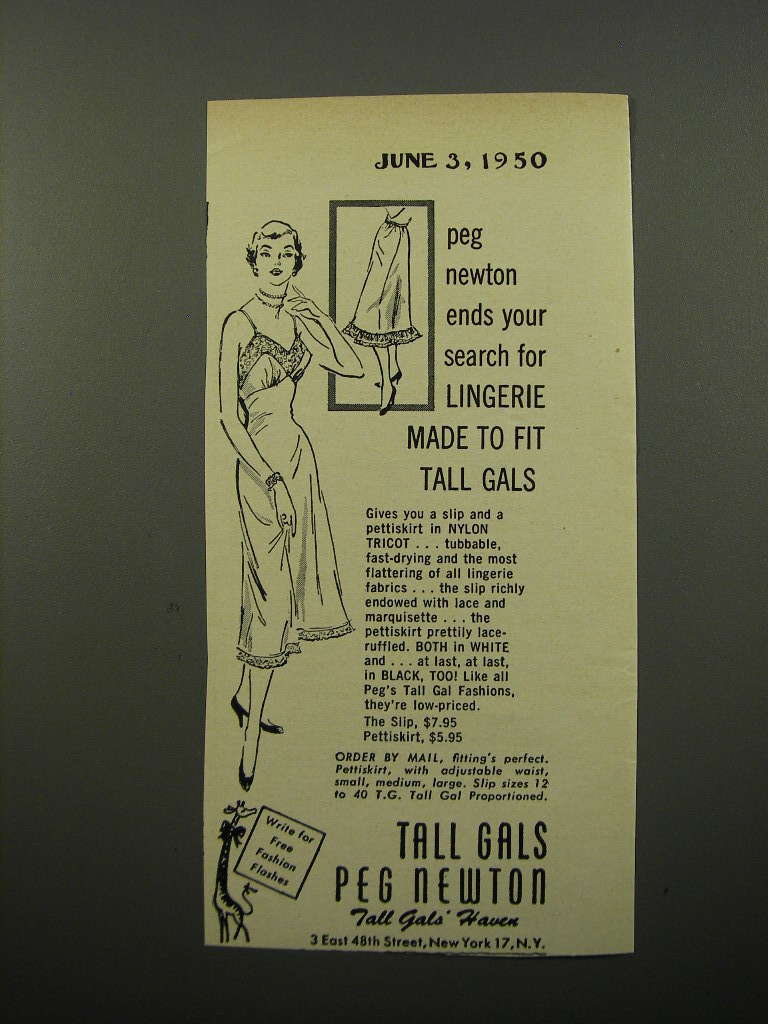 JUNE 3, 1950
peg
newton
ends your
search for
LINGERIE
MADE TO FIT
TALL GALS
Gives you a slip and a
pettiskirt in NYLON
TRICOT . . . tubbable,
fast-drying and the most
flattering of all lingerie
fabrics . . . the slip richly
endowed with lace and
marquisette . . . the
pettiskirt prettily lace-
ruffled. BOTH in WHITE
and . . . at last, at last,
in BLACK, TOO! Like all
Peg's Tall Gal Fashions,
they're low-priced.
The Slip, $7.95
Pettiskirt, $5.95
ORDER BY MAIL, fitting's perfect.
Pettiskirt, with adjustable waist,
small, medium, large. Slip sizes 12
to 40 T.G. Tall Gal Proportioned.
Write for
Free
Fashion
Flashes
TALL GALS
PEG NEWTON
Tall Gals' Haven
3 East 48th Street, New York 17, N.Y.